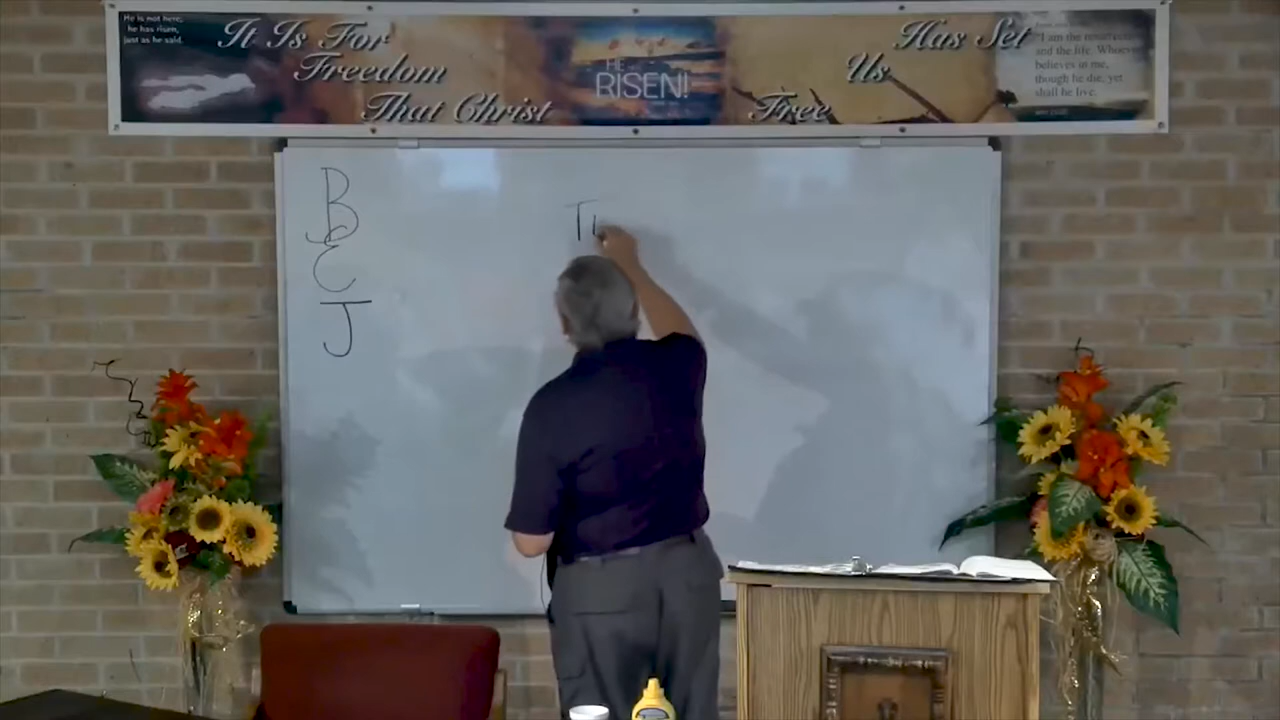 He is not here;
he has risen,
just as he said.
It Is For
Freedom
That Christ
HE
RISEN!
Has Set
Us
Free
"I am the resurrection
and the life. Whoever
believes in me,
though he die, yet
shall he live.
B
E
J
Ti